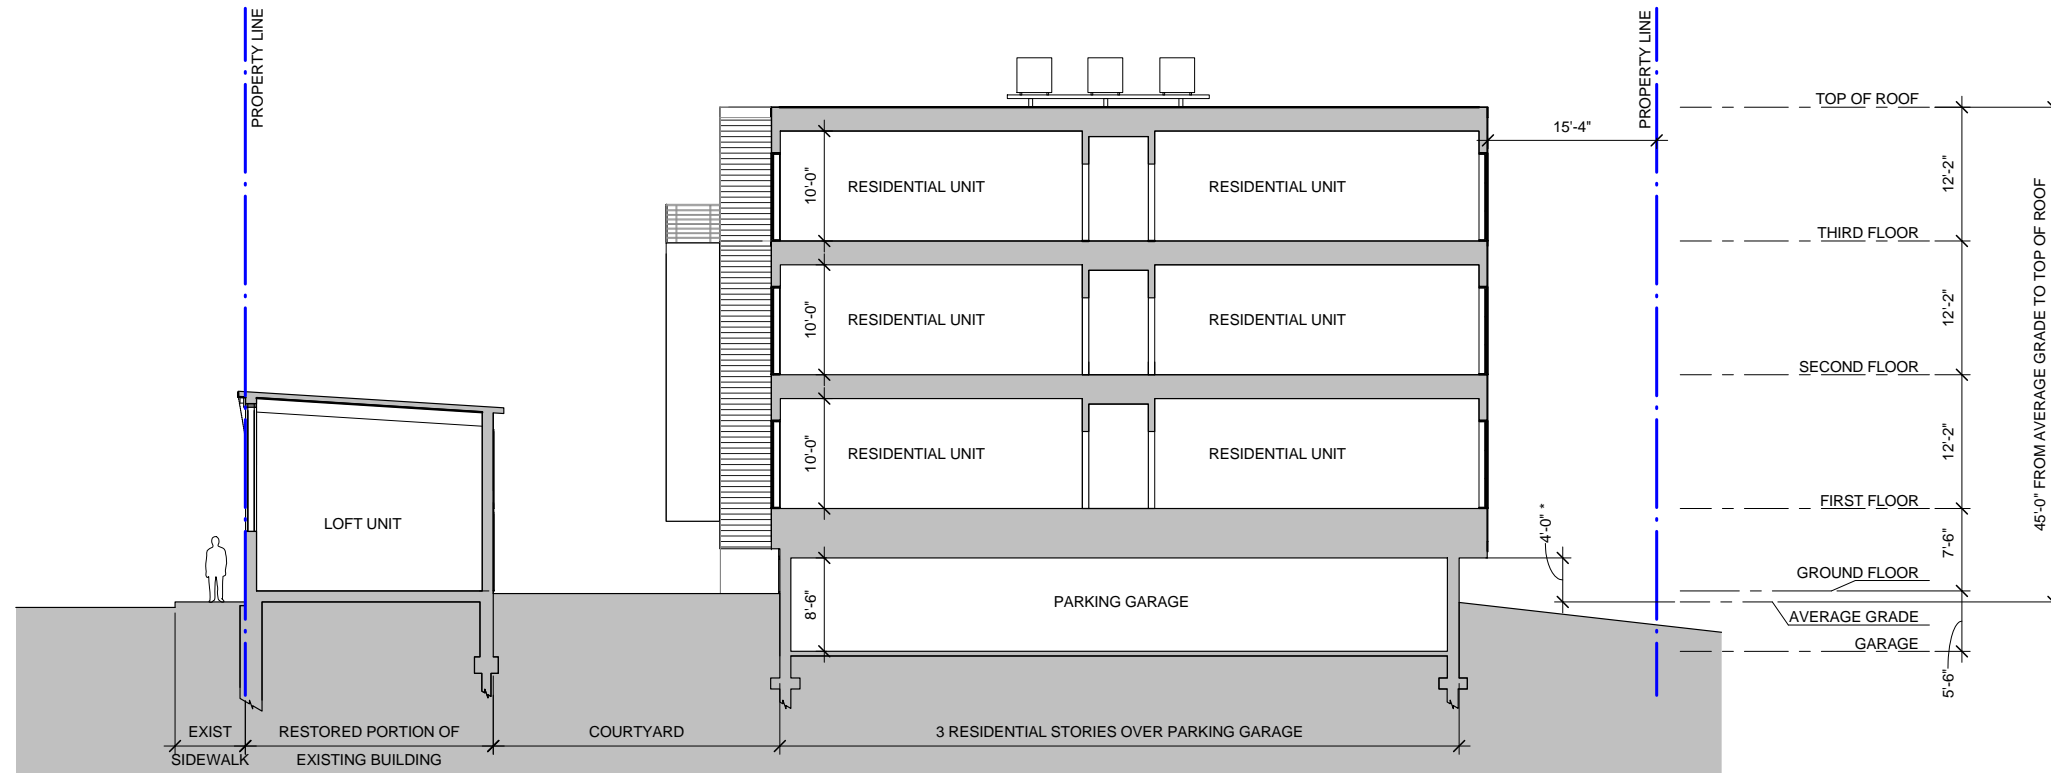 PROPERTY LINE
PROPERTY LINE
TOP OF ROOF
15'-4"
10'-0"
RESIDENTIAL UNIT
RESIDENTIAL UNIT
12'-2"
THIRD FLOOR
10'-0"
RESIDENTIAL UNIT
RESIDENTIAL UNIT
12'-2"
SECOND FLOOR
10'-0"
RESIDENTIAL UNIT
RESIDENTIAL UNIT
12'-2"
45'-0" FROM AVERAGE GRADE TO TOP OF ROOF
FIRST FLOOR
LOFT UNIT
4'-0" *
7'-6"
GROUND FLOOR
8'-6"
PARKING GARAGE
AVERAGE GRADE
GARAGE
5'-6"
EXIST
SIDEWALK
RESTORED PORTION OF
EXISTING BUILDING
COURTYARD
3 RESIDENTIAL STORIES OVER PARKING GARAGE